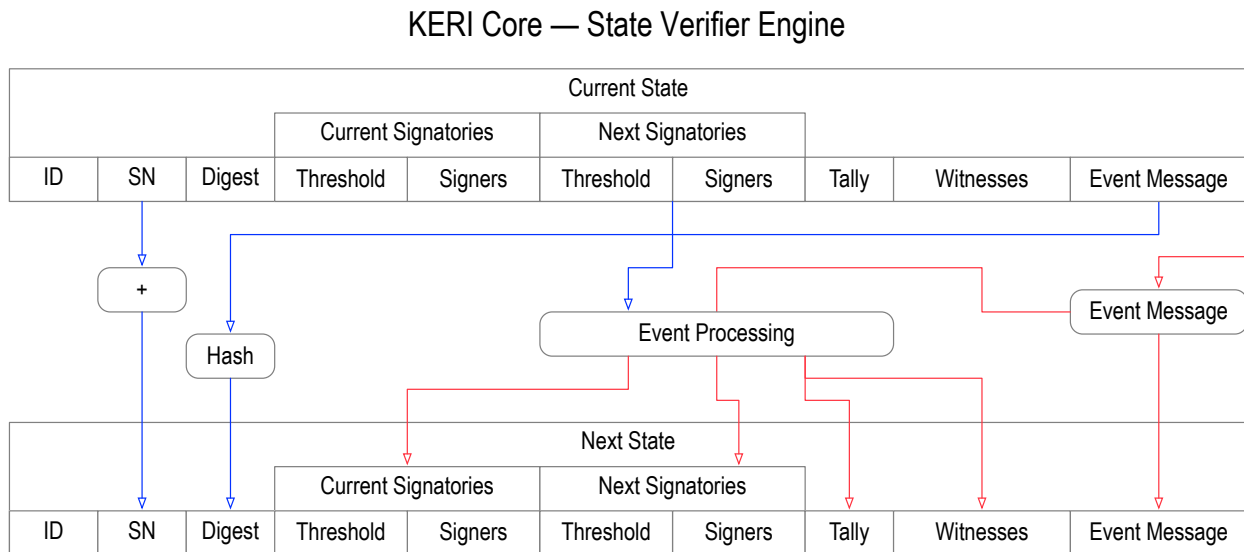 KERI Core — State Verifier Engine
Current State
Current Signatories Next Signatories
ID SN Digest Threshold Signers Threshold Signers Tally Witnesses Event Message
+
Event Message
Event Processing
Hash
Next State
Current Signatories Next Signatories
ID SN Digest Threshold Signers Threshold Signers Tally Witnesses Event Message